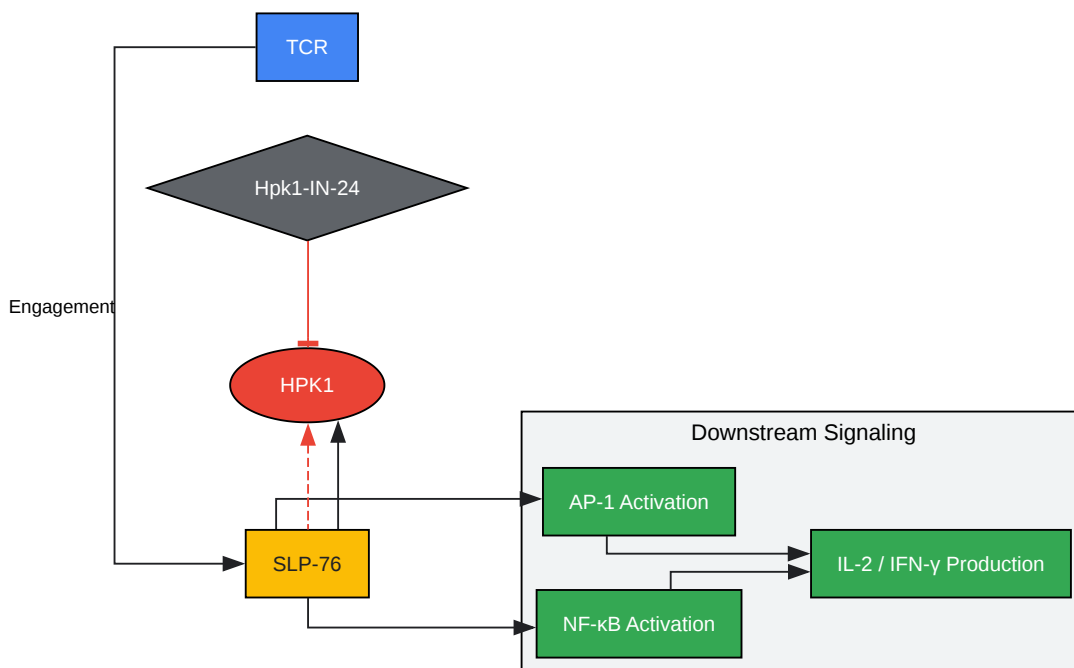 TCR
Hpk1-IN-24
Engagement
HPK1
Downstream Signaling
AP-1 Activation
SLP-76
IL-2 / IFN-γ Production
NF-κB Activation